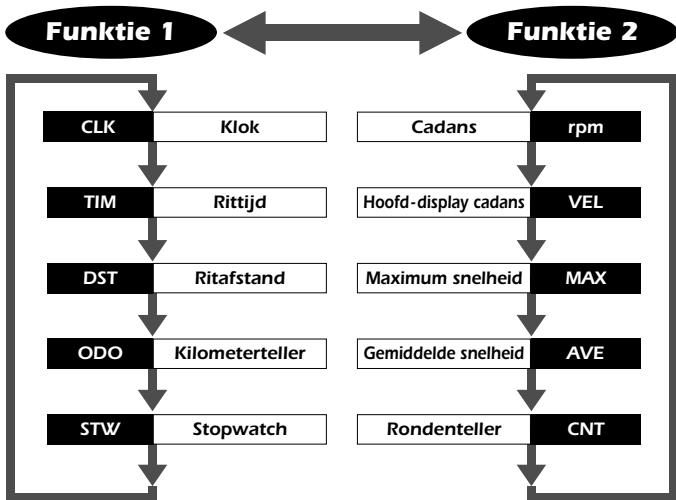 Funktie 1
Funktie 2
CLK Klok
TIM Rittijd
DST Ritafstand
ODO Kilometerteller
STW Stopwatch
Cadans rpm
Hoofd-display cadans VEL
Maximum snelheid MAX
Gemiddelde snelheid AVE
Rondenteller CNT